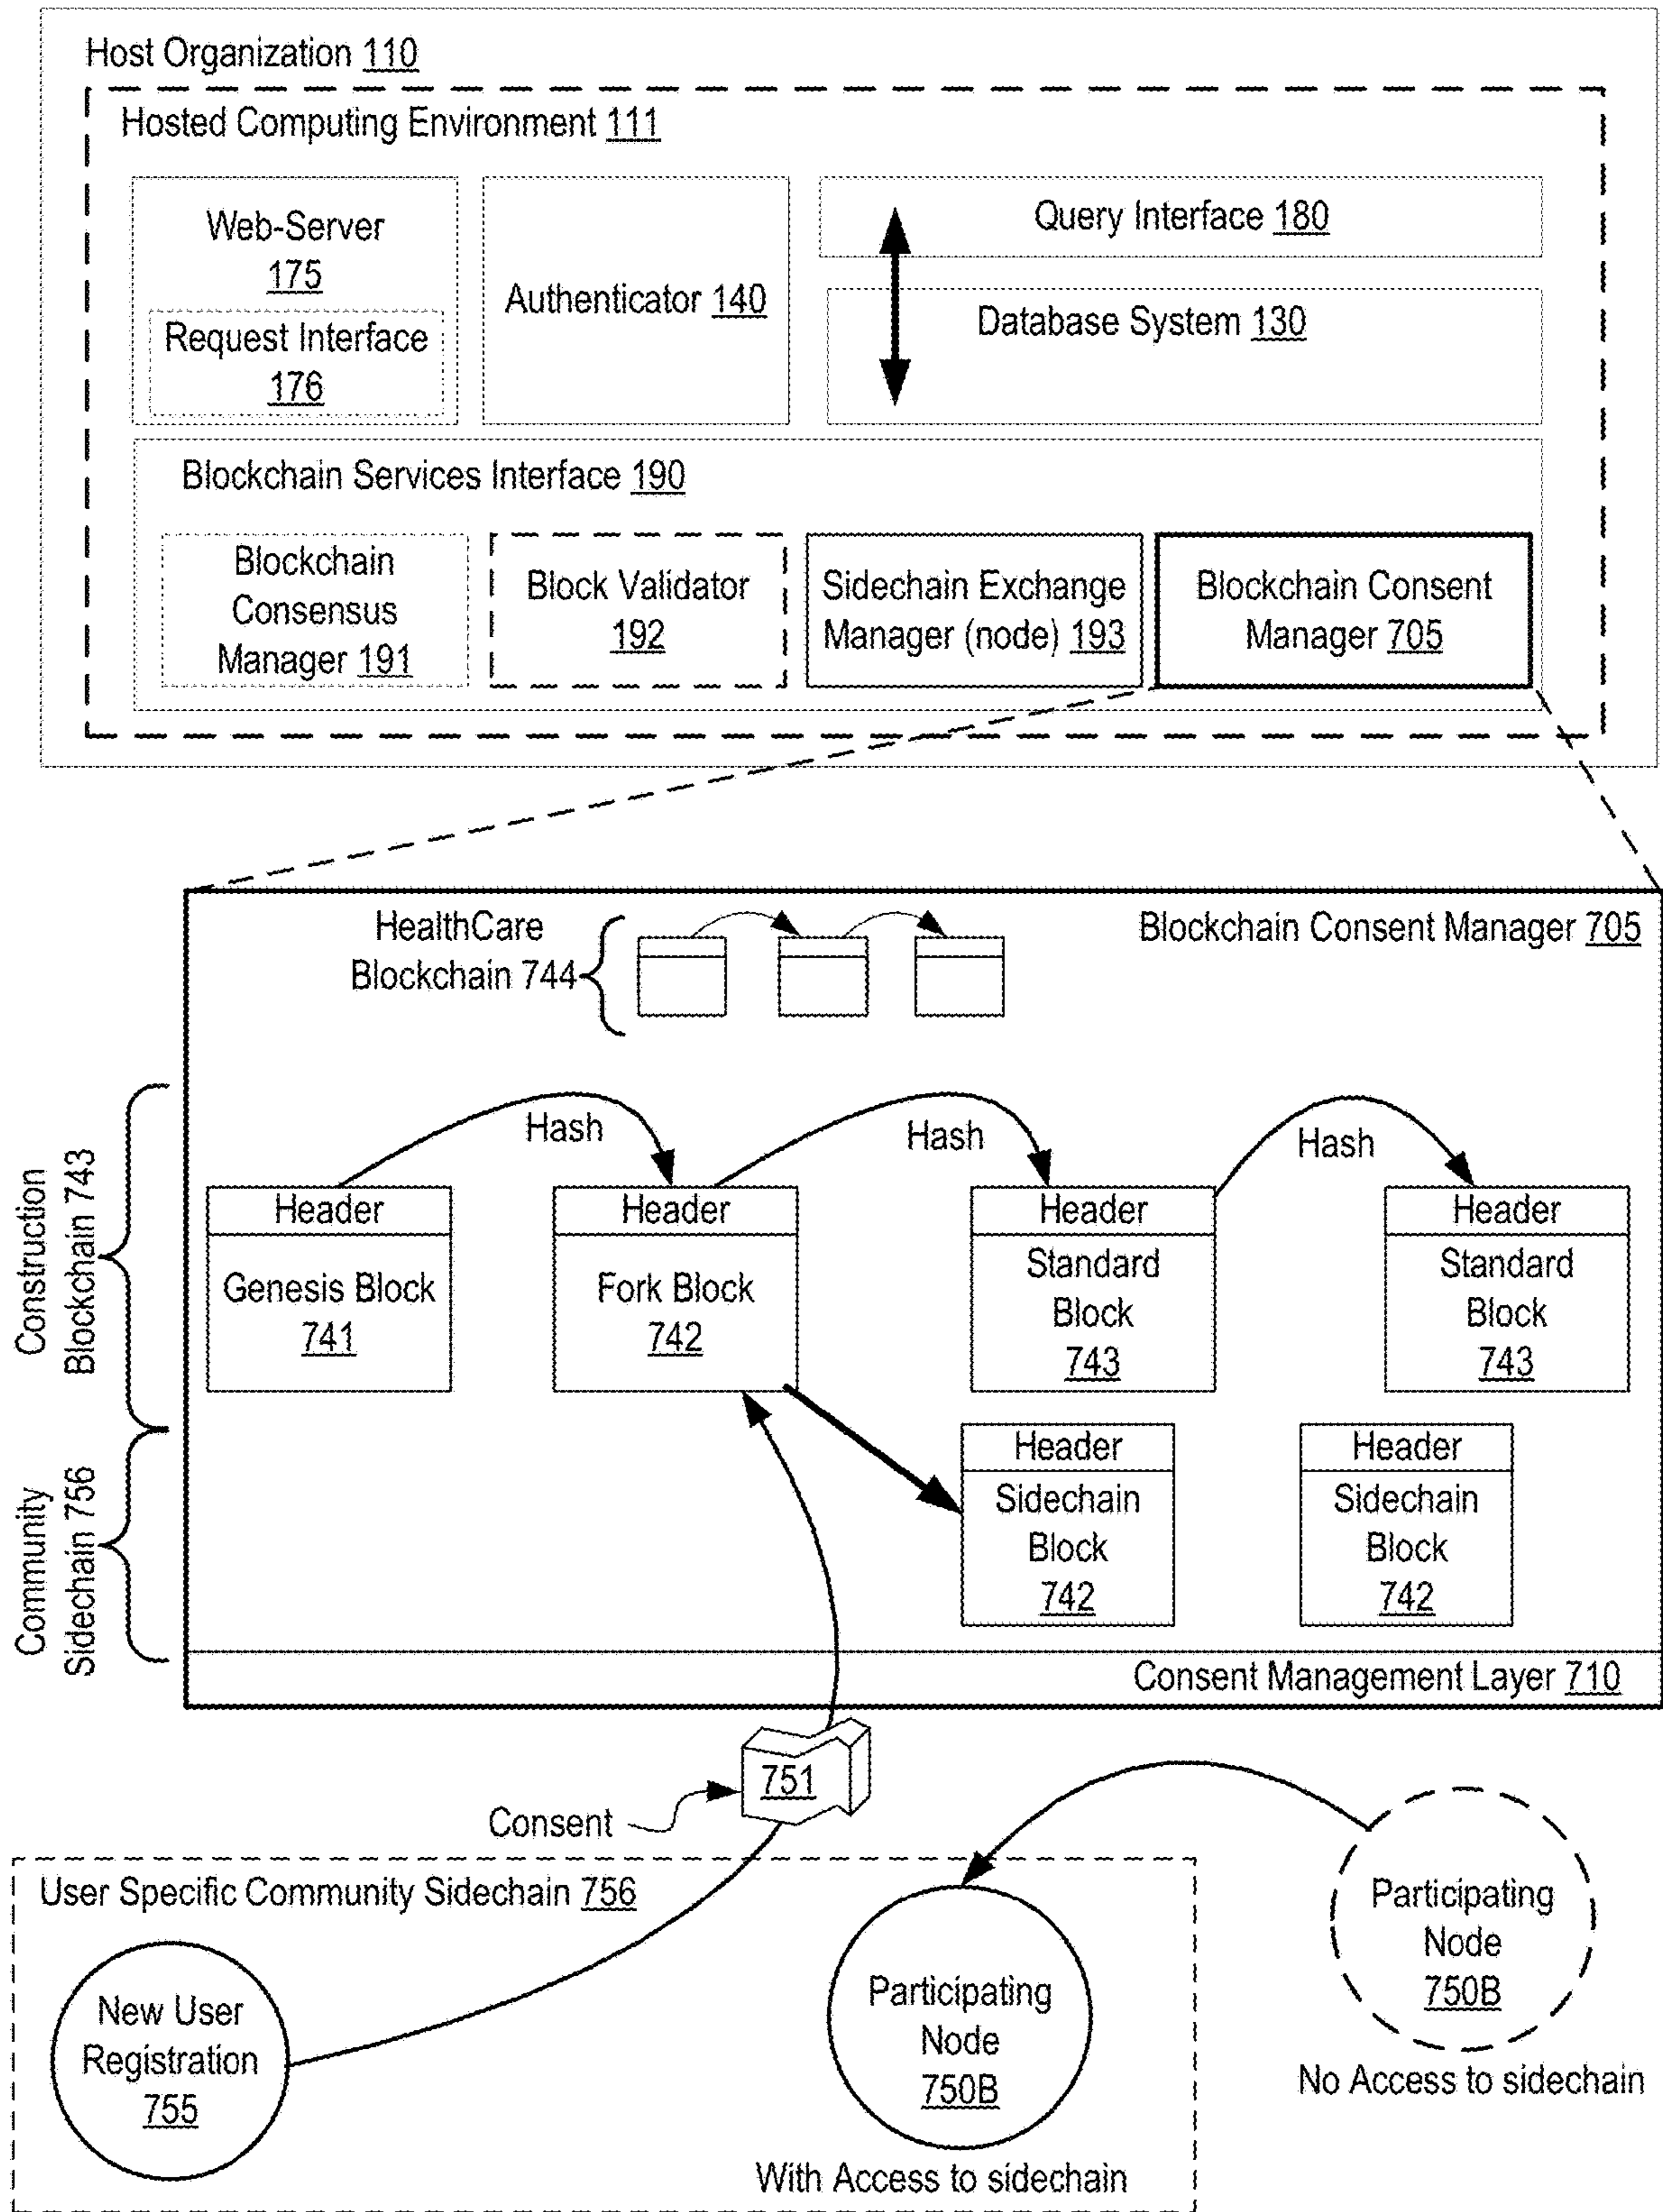 Host Organization 110
Hosted Computing Environment 111
Web-Server
175
Request Interface
176
Authenticator 140
Query Interface 180
Database System 130
Blockchain Services Interface 190
Blockchain
Consensus
Manager 191
Block Validator
192
Sidechain Exchange
Manager (node) 193
Blockchain Consent
Manager 705
HealthCare
Blockchain 744
Blockchain Consent Manager 705
Construction
Blockchain 743
Hash
Hash
Hash
Header
Genesis Block
741
Header
Fork Block
742
Header
Standard
Block
743
Header
Standard
Block
743
Community
Sidechain 756
Header
Sidechain
Block
742
Header
Sidechain
Block
742
Consent Management Layer 710
751
Consent
User Specific Community Sidechain 756
New User
Registration
755
Participating
Node
750B
With Access to sidechain
Participating
Node
750B
No Access to sidechain